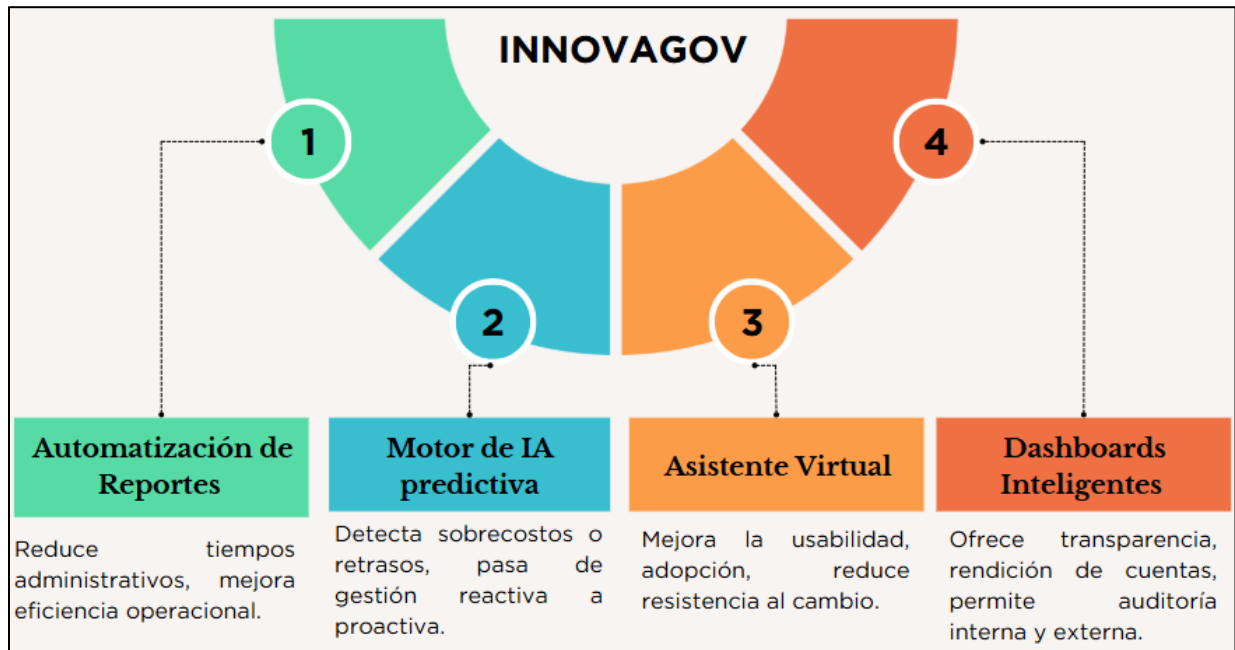 INNOVAGOV
1
4
2
3
Automatización de
Reportes
Reduce tiempos
administrativos, mejora
eficiencia operacional.
Motor de IA
predictiva
Detecta sobrecostos o
retrasos, pasa de
gestión reactiva a
proactiva.
Asistente Virtual
Mejora la usabilidad,
adopción, reduce
resistencia al cambio.
Dashboards
Inteligentes
Ofrece transparencia,
rendición de cuentas,
permite auditoría
interna y externa.